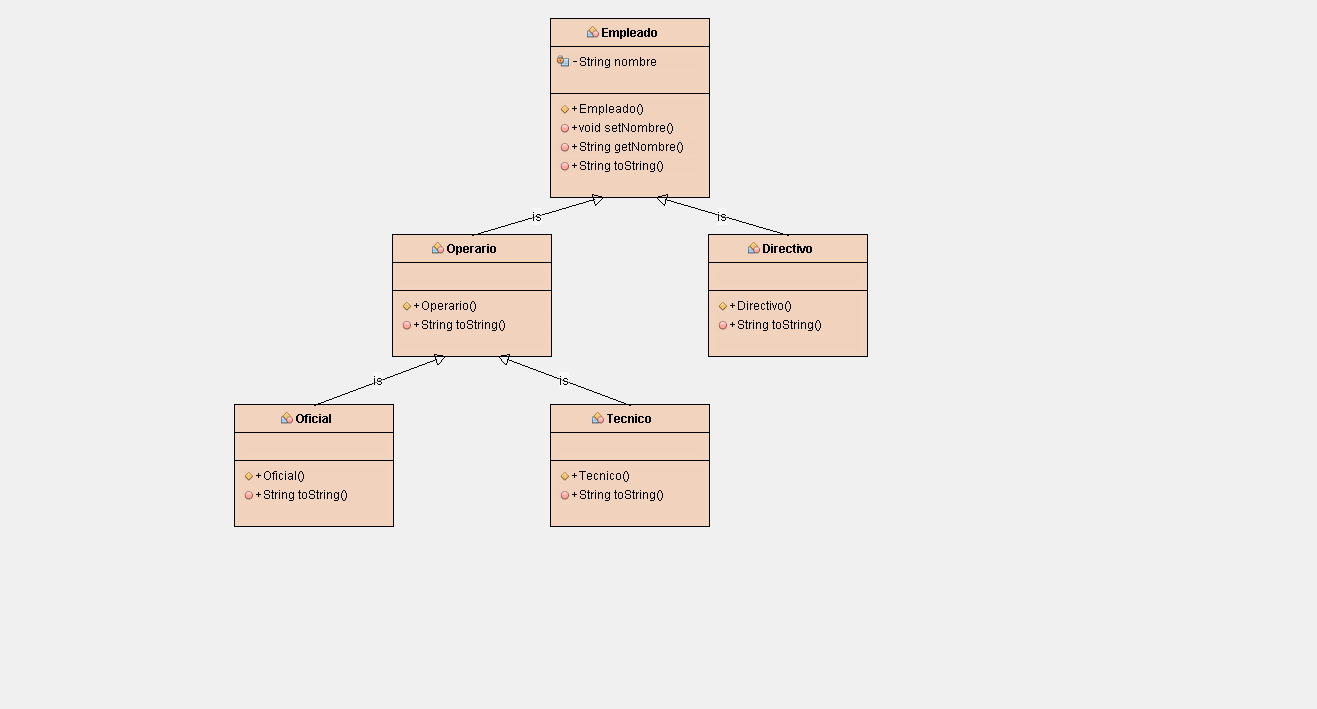 Empleado
-String nombre
+Empleado()
+void setNombre()
+String getNombre()
+String toString()
is
is
Operario
+Operario()
+String toString()
Directivo
+Directivo()
+String toString()
is
is
Oficial
+Oficial()
+String toString()
Tecnico
+Tecnico()
+String toString()